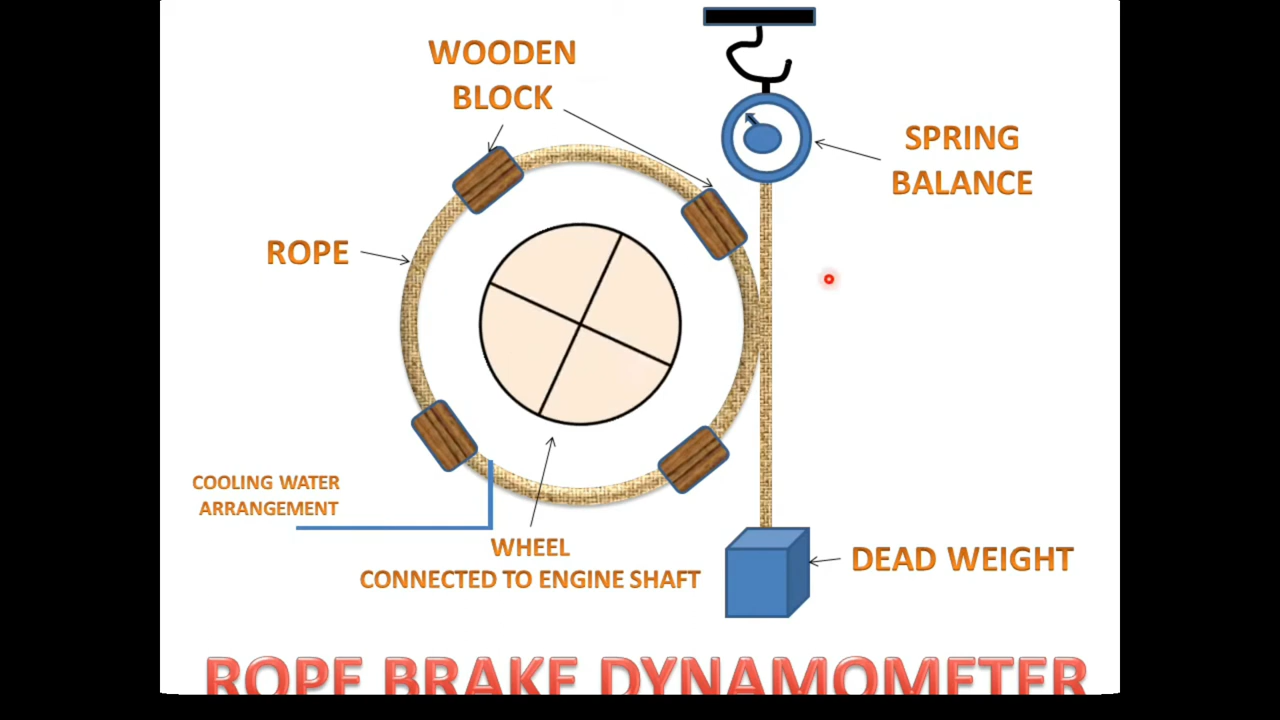 WOODEN
BLOCK
SPRING
BALANCE
ROPE
COOLING WATER
ARRANGEMENT
WHEEL
CONNECTED TO ENGINE SHAFT
DEAD WEIGHT
ROPE BRAKE DYNAMOMETER